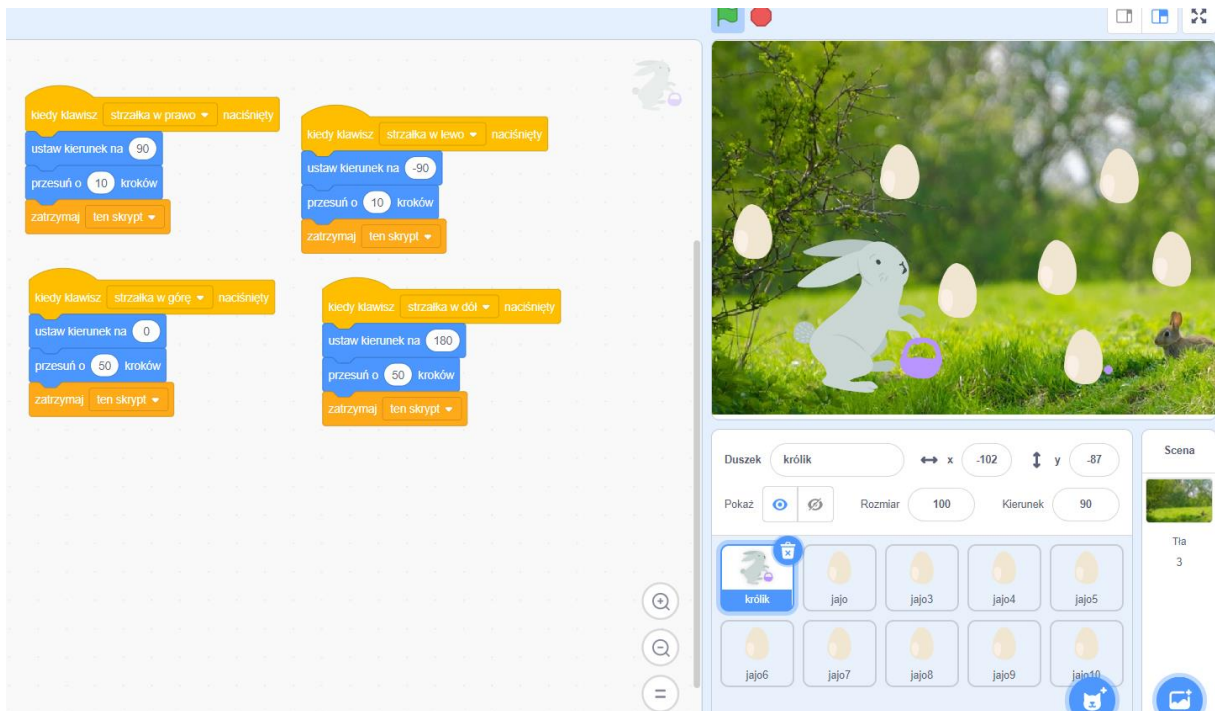 kiedy klawisz strzałka w prawo naciśnięty
ustaw kierunek na 90
przesuń o 10 kroków
zatrzymaj ten skrypt
kiedy klawisz strzałka w lewo naciśnięty
ustaw kierunek na -90
przesuń o 10 kroków
zatrzymaj ten skrypt
kiedy klawisz strzałka w górę naciśnięty
ustaw kierunek na 0
przesuń o 50 kroków
zatrzymaj ten skrypt
kiedy klawisz strzałka w dół naciśnięty
ustaw kierunek na 180
przesuń o 50 kroków
zatrzymaj ten skrypt
Duszek królik x -102 y -87
Pokaż Rozmiar 100 Kierunek 90
królik jajo jajo3 jajo4 jajo5
jajo6 jajo7 jajo8 jajo9 jajo10
Scena
Tła
3